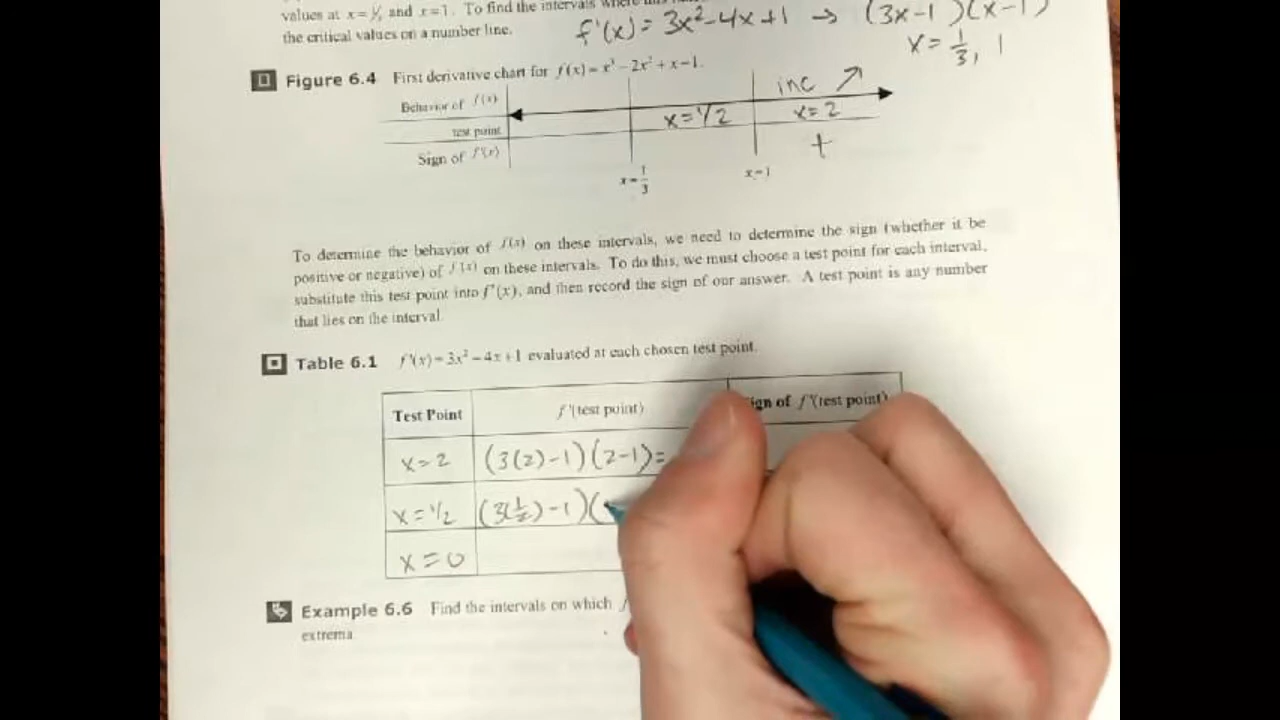 values at x=⅓ and x=1. To find the intervals where this
the critical values on a number line.
f'(x) = 3x²-4x+1 → (3x-1)(x-1)
x = 1/3, 1
Figure 6.4 First derivative chart for f(x) = x³ - 2x² + x - 1.
inc ↗
Behavior of f(x)
x=1/2 x=2
test point
Sign of f'(x) +
x = 1/3 x=1
To determine the behavior of f(x) on these intervals, we need to determine the sign (whether it be
positive or negative) of f'(x) on these intervals. To do this, we must choose a test point for each interval,
substitute this test point into f'(x), and then record the sign of our answer. A test point is any number
that lies on the interval.
Table 6.1 f'(x) = 3x² - 4x + 1 evaluated at each chosen test point.
Test Point f'(test point) Sign of f'(test point)
x=2 (3(2)-1)(2-1)=
x=1/2 (3(1/2)-1)(
x=0
Example 6.6 Find the intervals on which f
extrema